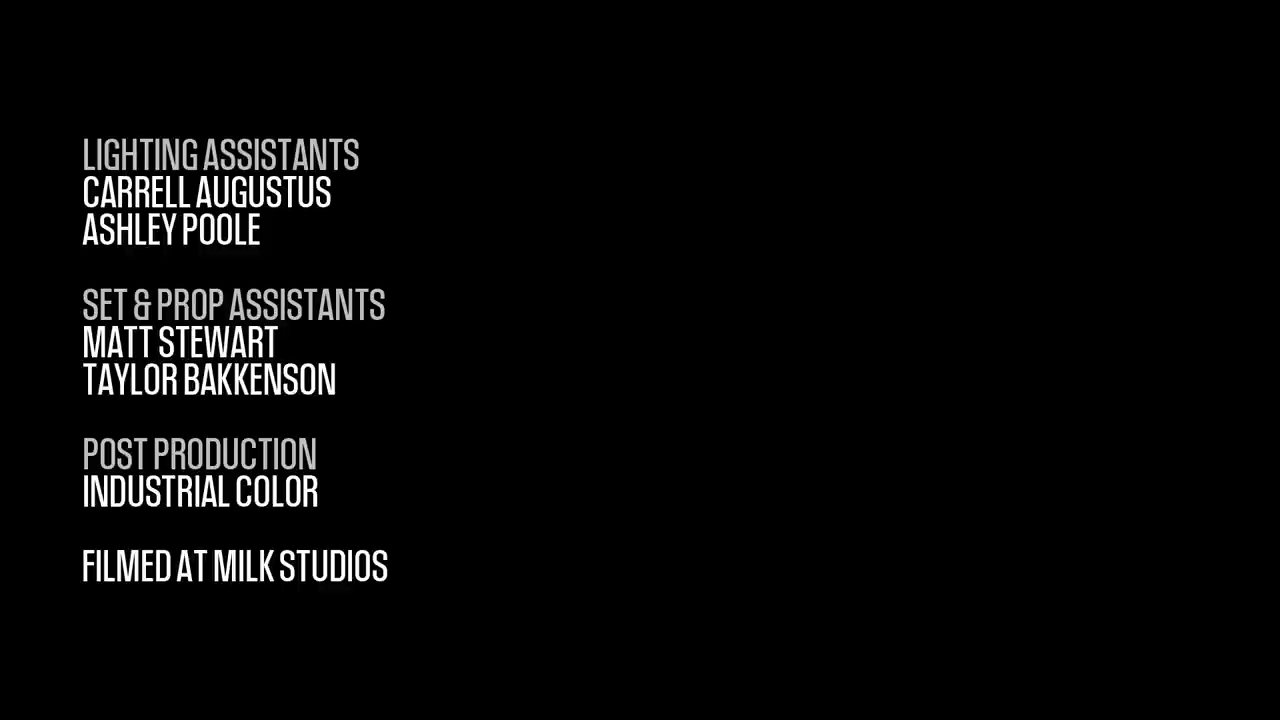 LIGHTING ASSISTANTS
CARRELL AUGUSTUS
ASHLEY POOLE
SET & PROP ASSISTANTS
MATT STEWART
TAYLOR BAKKENSON
POST PRODUCTION
INDUSTRIAL COLOR
FILMED AT MILK STUDIOS